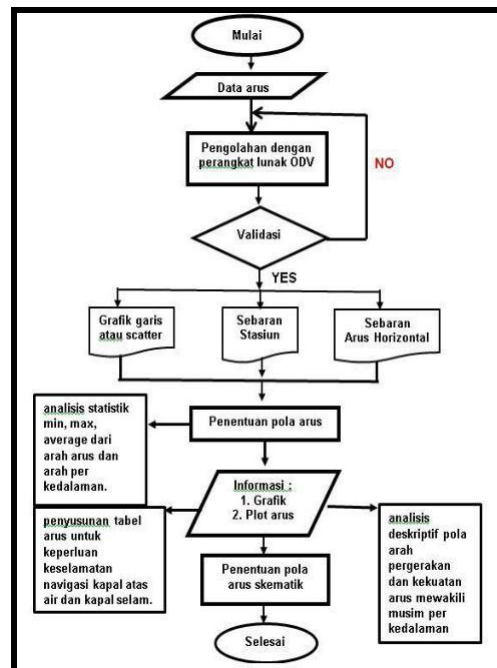 Mulai
Data arus
Pengolahan dengan
perangkat lunak ODV
NO
Validasi
YES
Grafik garis
atau scatter
Sebaran
Stasiun
Sebaran
Arus Horizontal
analisis statistik
min, max,
average dari
arah arus dan
arah per
kedalaman.
Penentuan pola arus
Informasi :
1. Grafik
2. Plot arus
penyusunan tabel
arus untuk
keperluan
keselamatan
navigasi kapal atas
air dan kapal selam.
analisis
deskriptif pola
arah
pergerakan
dan kekuatan
arus mewakili
musim per
kedalaman
Penentuan pola
arus skematik
Selesai